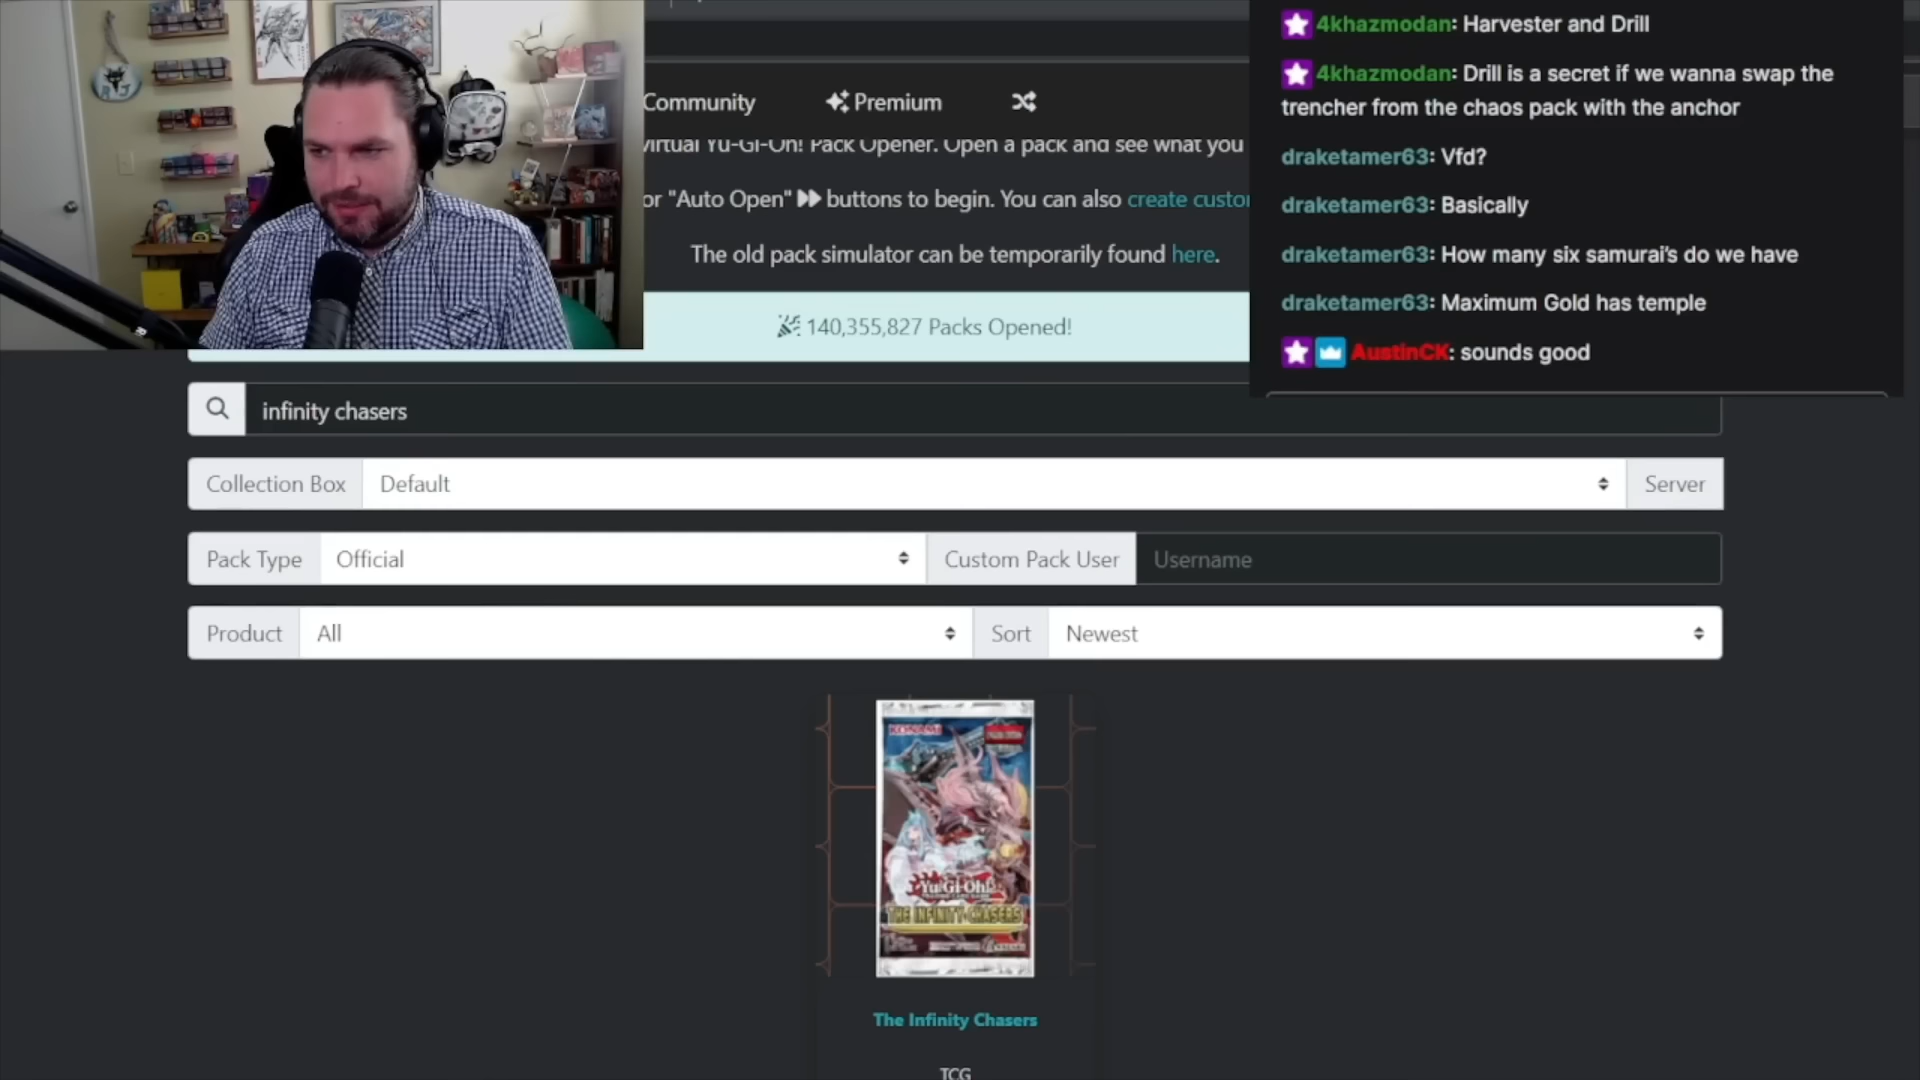 4khazmodan: Harvester and Drill
4khazmodan: Drill is a secret if we wanna swap the
trencher from the chaos pack with the anchor
draketamer63: Vfd?
draketamer63: Basically
draketamer63: How many six samurai's do we have
draketamer63: Maximum Gold has temple
AustinCK: sounds good
Community
Premium
virtual Yu-Gi-Oh! Pack Opener. Open a pack and see what you
or "Auto Open" buttons to begin. You can also create custo
The old pack simulator can be temporarily found here.
140,355,827 Packs Opened!
infinity chasers
Collection Box Default Server
Pack Type Official Custom Pack User Username
Product All Sort Newest
KONAMI
Yu-Gi-Oh!
THE INFINITY CHASERS
The Infinity Chasers
TCG